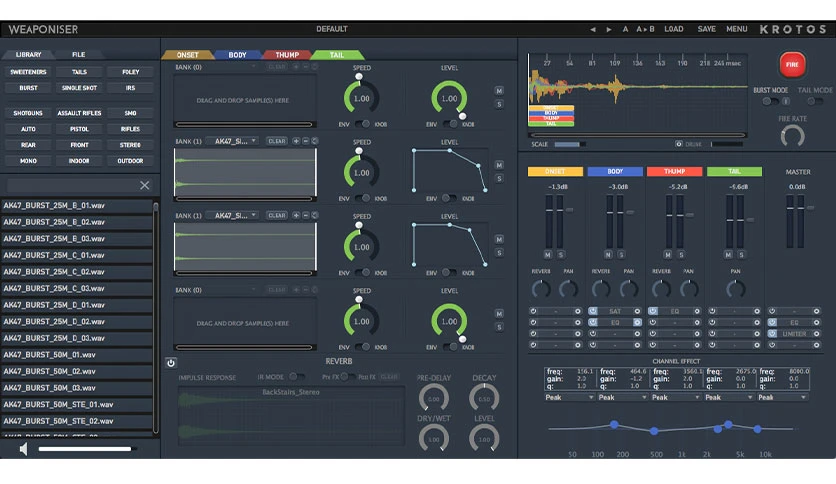 WEAPONISER
DEFAULT
A A▸B LOAD SAVE MENU KROTOS
LIBRARY FILE
SWEETENERS TAILS FOLEY
BURST SINGLE SHOT IRS
SHOTGUNS ASSAULT RIFLES SMG
AUTO PISTOL RIFLES
REAR FRONT STEREO
MONO INDOOR OUTDOOR
AK47_BURST_25M_B_01.wav
AK47_BURST_25M_B_02.wav
AK47_BURST_25M_B_03.wav
AK47_BURST_25M_C_01.wav
AK47_BURST_25M_C_02.wav
AK47_BURST_25M_C_03.wav
AK47_BURST_25M_D_01.wav
AK47_BURST_25M_D_02.wav
AK47_BURST_25M_D_03.wav
AK47_BURST_50M_01.wav
AK47_BURST_50M_02.wav
AK47_BURST_50M_03.wav
AK47_BURST_50M_STE_01.wav
AK47_BURST_50M_STE_02.wav
ONSET BODY THUMP TAIL
BANK (0) CLEAR SPEED LEVEL
DRAG AND DROP SAMPLE(S) HERE 1.00 1.00 M
S
ENV KNOB ENV KNOB
BANK (1) AK47_Si... CLEAR SPEED LEVEL
1.00 M
S
ENV KNOB ENV KNOB
BANK (1) AK47_Si... CLEAR SPEED LEVEL
1.00 M
S
ENV KNOB ENV KNOB
BANK (0) CLEAR SPEED LEVEL
DRAG AND DROP SAMPLE(S) HERE 1.00 1.00 M
S
ENV KNOB ENV KNOB
REVERB
IMPULSE RESPONSE IR MODE Pre FX Post FX CLEAR PRE-DELAY DECAY
BackStairs_Stereo
0.00 0.50
DRY/WET LEVEL
1.00 1.00
27 54 81 109 136 163 190 218 245 msec
FIRE
BURST MODE TAIL MODE
ONSET
BODY
THUMP
TAIL
FIRE RATE
SCALE DRUNK
ONSET BODY THUMP TAIL MASTER
-1.3dB -3.0dB -5.2dB -5.6dB 0.0dB
M S M S M S M S
REVERB PAN REVERB PAN REVERB PAN PAN
SAT EQ
EQ EQ
LIMITER
CHANNEL EFFECT
freq: 156.1 freq: 464.6 freq: freq: 2675.0 freq: 8000.0
gain: 2.0 gain: -1.2 gain: 2.0 gain: 0.0 gain: 0.0
q: 1.0 q: 1.0 q: 1.0 q: 1.0 q: 1.0
Peak Peak Peak Peak Peak
50 100 200 500 1k 2k 5k 10k